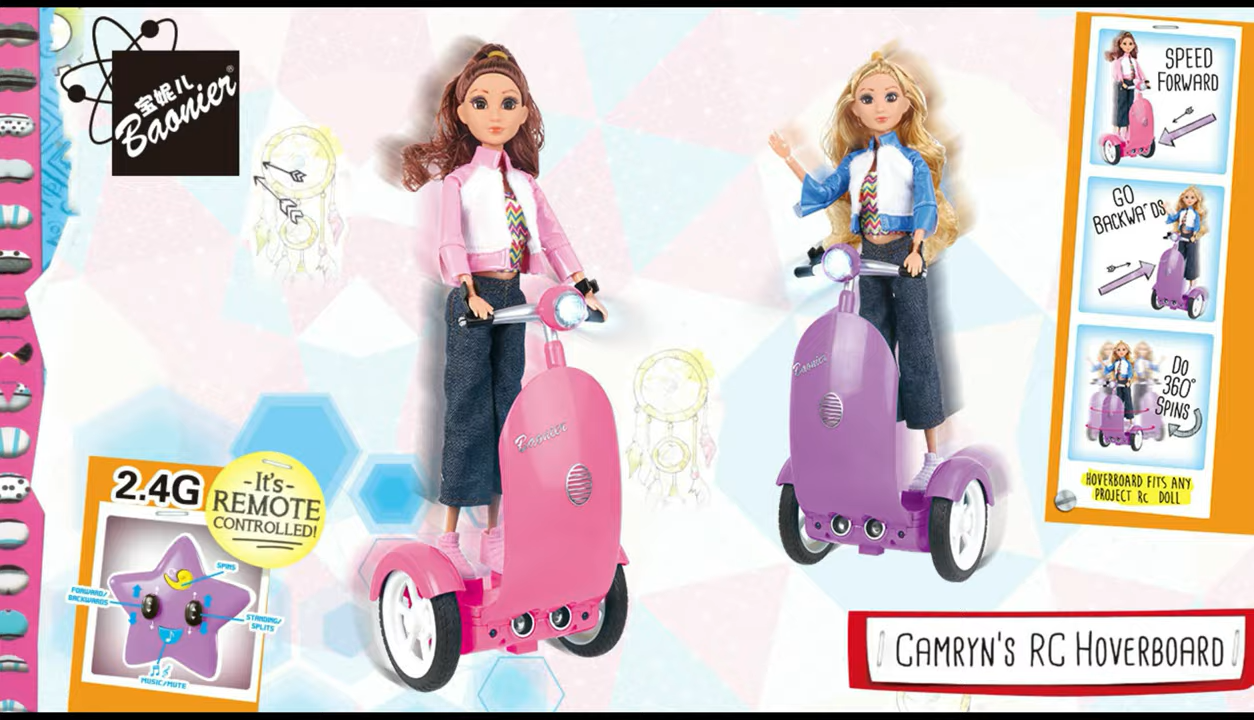 宝妮儿®
Baonier
SPEED
FORWARD
GO
BACKWARDS
DO
360°
SPINS
HOVERBOARD FITS ANY
PROJECT RC DOLL
Baonier
Baonier
2.4G
-It's-
REMOTE
CONTROLLED!
SPINS
FORWARD/
BACKWARDS
STANDING/
SPLITS
MUSIC/MUTE
CAMRYN'S RC HOVERBOARD